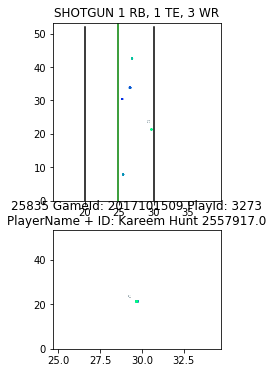 SHOTGUN 1 RB, 1 TE, 3 WR
50
40
30
20
10
0
20 25 30 35
25835 GameId: 2017101509 PlayId: 3273
PlayerName + ID: Kareem Hunt 2557917.0
40
20
0
25.0 27.5 30.0 32.5